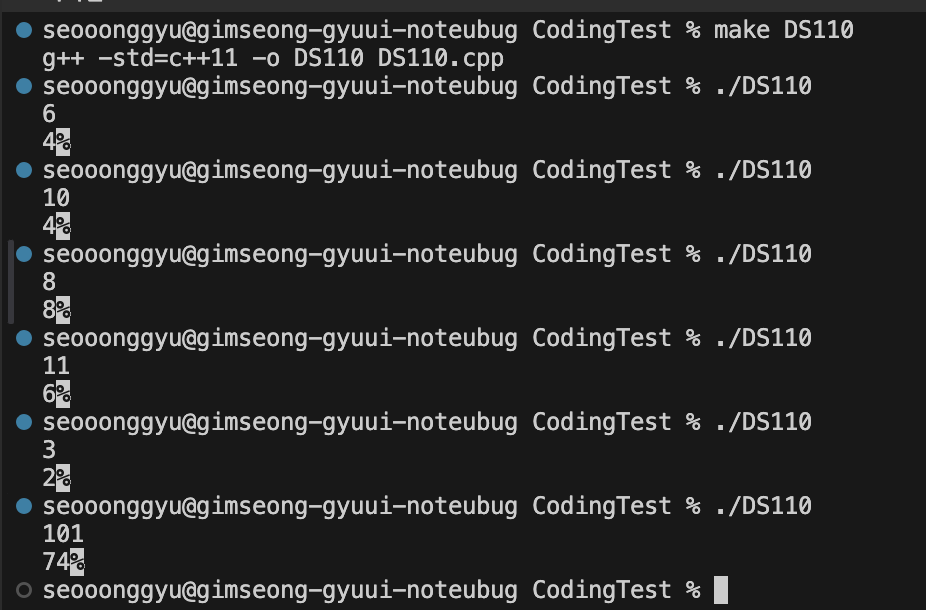 seooonggyu@gimseong-gyuui-noteubug CodingTest % make DS110
g++ -std=c++11 -o DS110 DS110.cpp
seooonggyu@gimseong-gyuui-noteubug CodingTest % ./DS110
6
4%
seooonggyu@gimseong-gyuui-noteubug CodingTest % ./DS110
10
4%
seooonggyu@gimseong-gyuui-noteubug CodingTest % ./DS110
8
8%
seooonggyu@gimseong-gyuui-noteubug CodingTest % ./DS110
11
6%
seooonggyu@gimseong-gyuui-noteubug CodingTest % ./DS110
3
2%
seooonggyu@gimseong-gyuui-noteubug CodingTest % ./DS110
101
74%
seooonggyu@gimseong-gyuui-noteubug CodingTest %